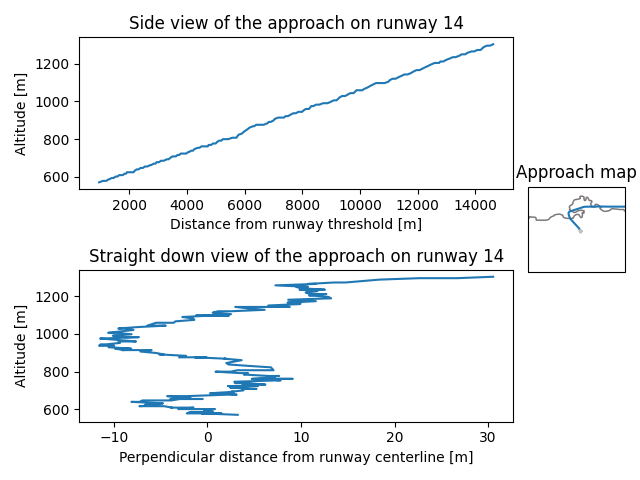 Side view of the approach on runway 14
1200
1000
800
600
Altitude [m]
2000 4000 6000 8000 10000 12000 14000
Distance from runway threshold [m]
Approach map
Straight down view of the approach on runway 14
1200
1000
800
600
Altitude [m]
−10 0 10 20 30
Perpendicular distance from runway centerline [m]